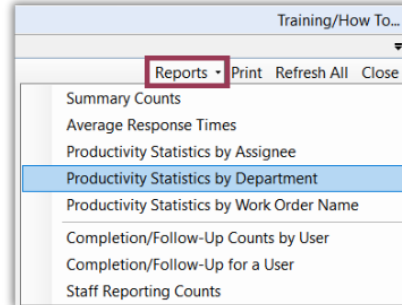 Training/How To...
Reports Print Refresh All Close
Summary Counts
Average Response Times
Productivity Statistics by Assignee
Productivity Statistics by Department
Productivity Statistics by Work Order Name
Completion/Follow-Up Counts by User
Completion/Follow-Up for a User
Staff Reporting Counts